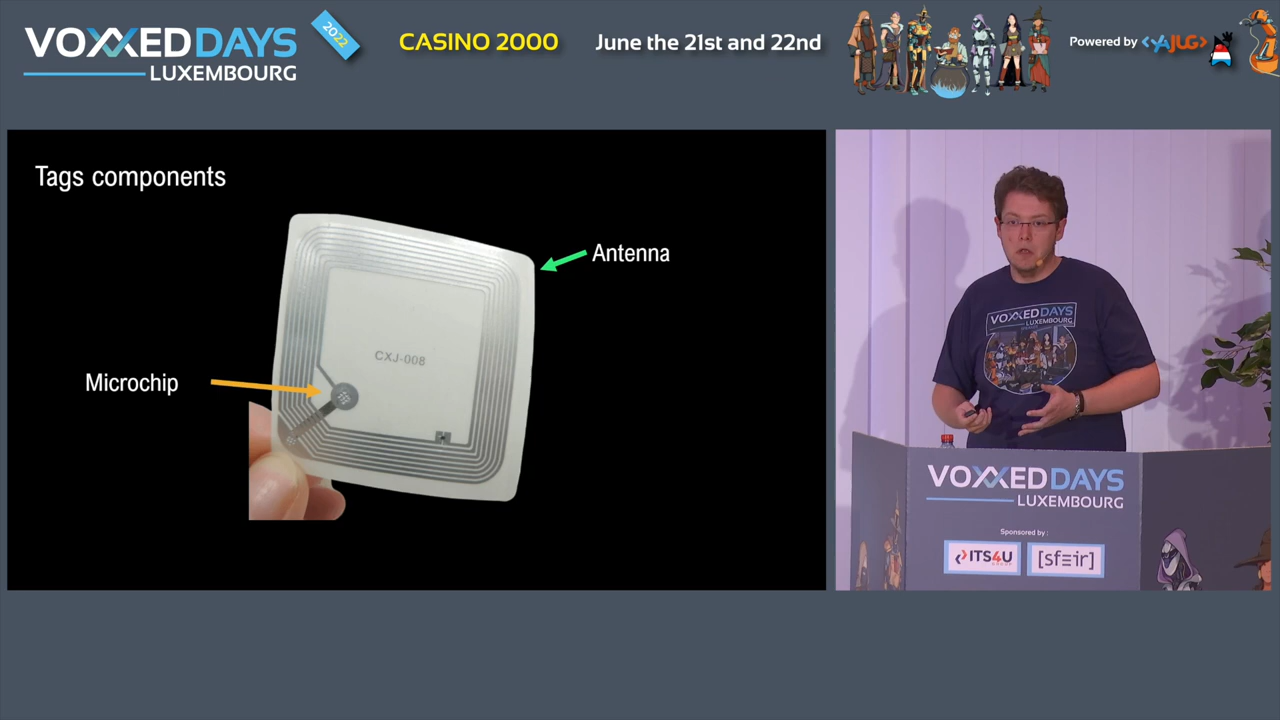 VOXXED DAYS
LUXEMBOURG
2022
CASINO 2000
June the 21st and 22nd
Powered by <YAJUG>
Tags components
Antenna
CXJ-008
Microchip
VOXXED DAYS
LUXEMBOURG
VOXXED DAYS
LUXEMBOURG
Sponsored by :
ITS4U
GROUP
[sfeir]